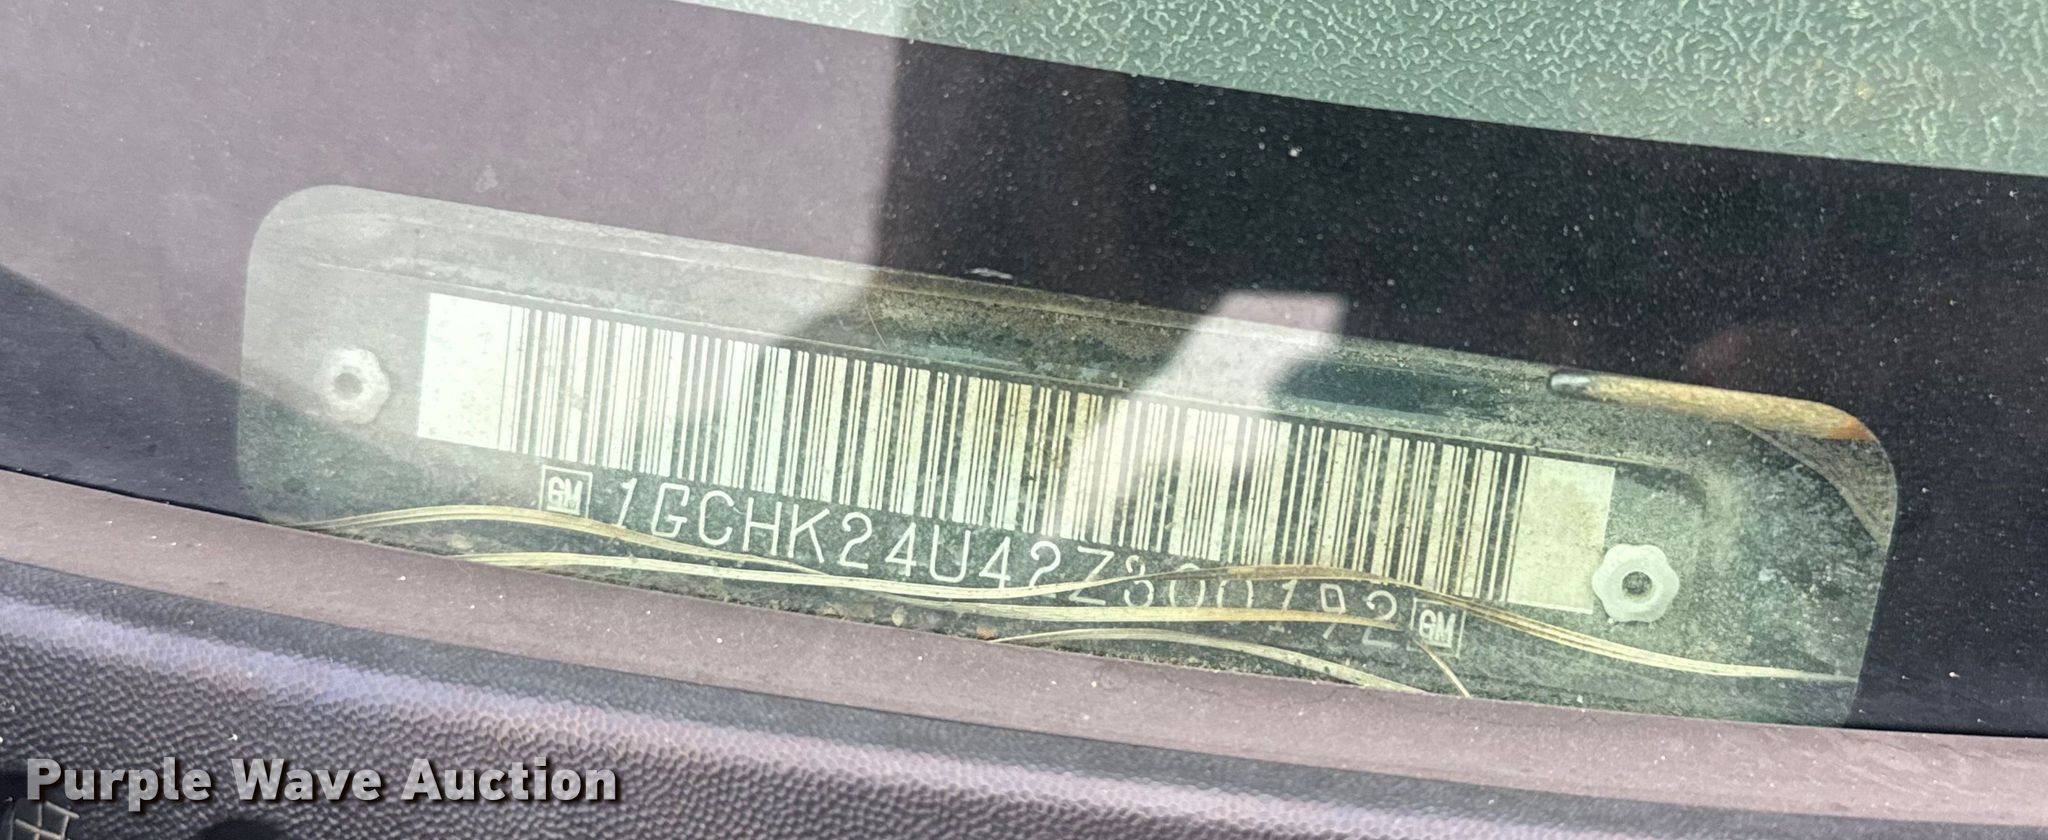 GM 1GCHK24U42Z300192 GM
Purple Wave Auction